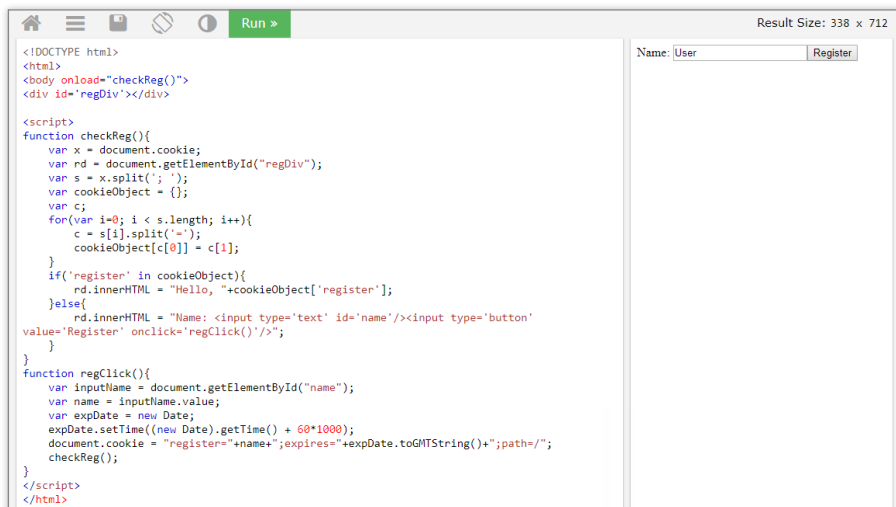 Run »
Result Size: 338 x 712
<!DOCTYPE html>
<html>
<body onload="checkReg()">
<div id='regDiv'></div>
<script>
function checkReg(){
    var x = document.cookie;
    var rd = document.getElementById("regDiv");
    var s = x.split('; ');
    var cookieObject = {};
    var c;
    for(var i=0; i < s.length; i++){
        c = s[i].split('=');
        cookieObject[c[0]] = c[1];
    }
    if('register' in cookieObject){
        rd.innerHTML = "Hello, "+cookieObject['register'];
    }else{
        rd.innerHTML = "Name: <input type='text' id='name'/><input type='button'
value='Register' onclick='regClick()'/>";
    }
}
function regClick(){
    var inputName = document.getElementById("name");
    var name = inputName.value;
    var expDate = new Date;
    expDate.setTime((new Date).getTime() + 60*1000);
    document.cookie = "register="+name+";expires="+expDate.toGMTString()+";path=/";
    checkReg();
}
</script>
</html>
Name: User Register